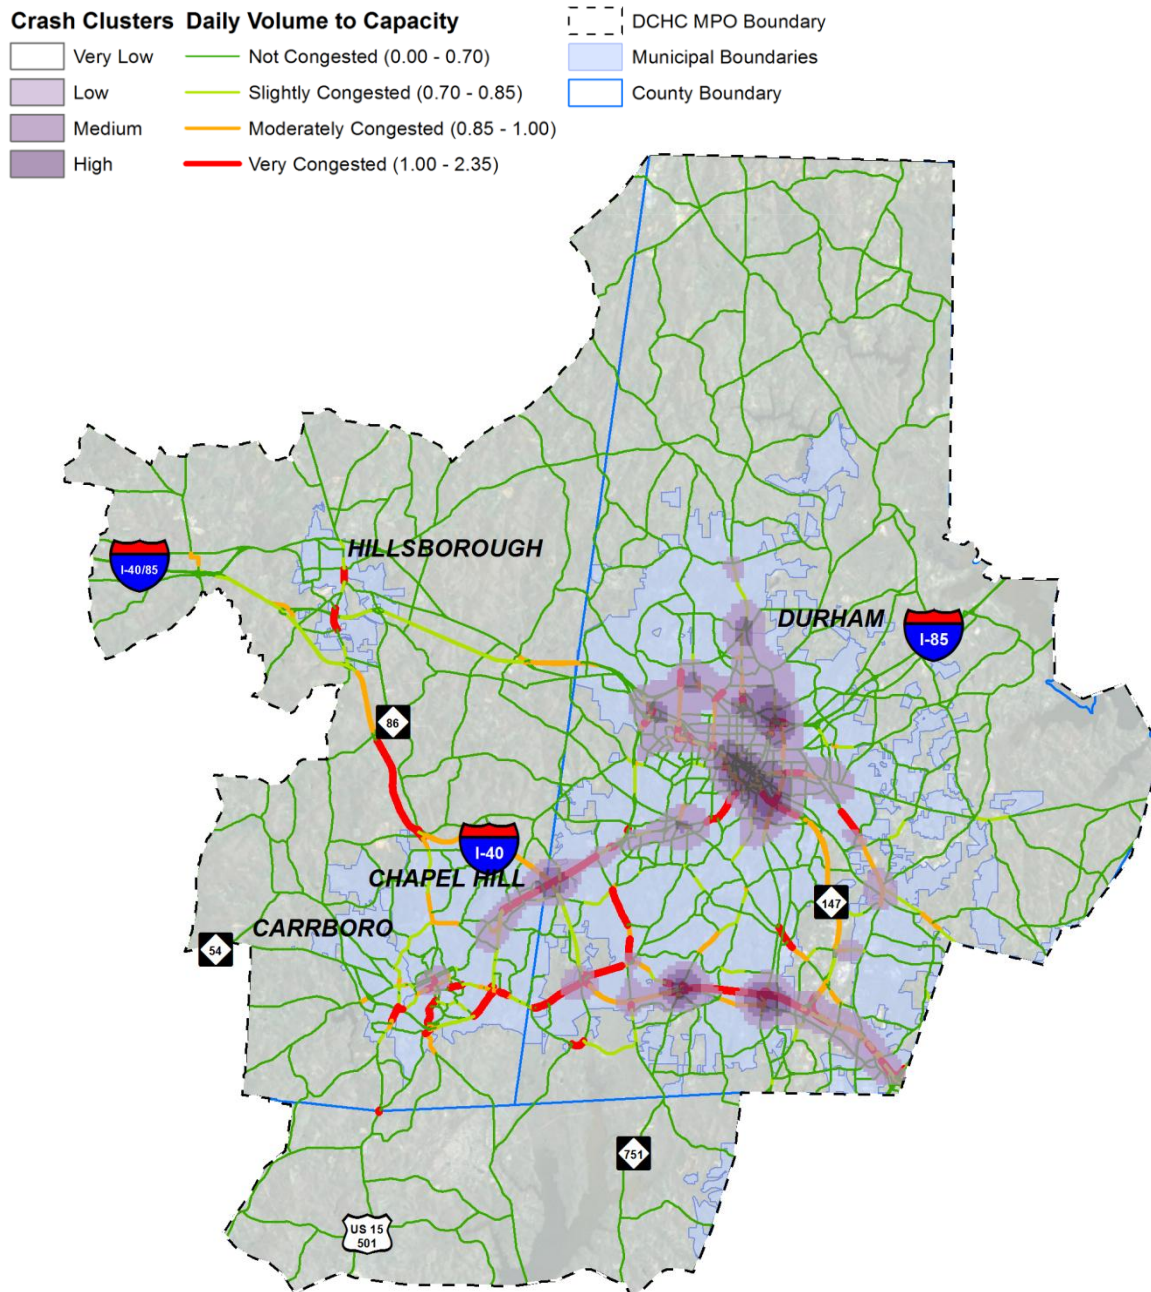 Crash Clusters
Very Low
Low
Medium
High
Daily Volume to Capacity
Not Congested (0.00 - 0.70)
Slightly Congested (0.70 - 0.85)
Moderately Congested (0.85 - 1.00)
Very Congested (1.00 - 2.35)
DCHC MPO Boundary
Municipal Boundaries
County Boundary
HILLSBOROUGH
I-40/85
DURHAM
I-85
86
I-40
CHAPEL HILL
147
CARRBORO
54
751
US 15
501